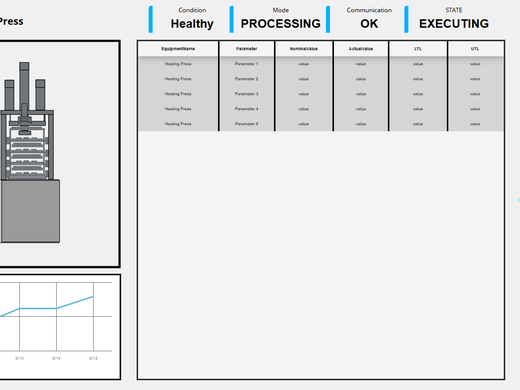 Press
Condition
Healthy
Mode
PROCESSING
Communication
OK
STATE
EXECUTING
EquipmentName Parameter NominalValue ActualValue LTL UTL
Heating Press Parameter 1 value value value value
Heating Press Parameter 2 value value value value
Heating Press Parameter 3 value value value value
Heating Press Parameter 4 value value value value
Heating Press Parameter 5 value value value value